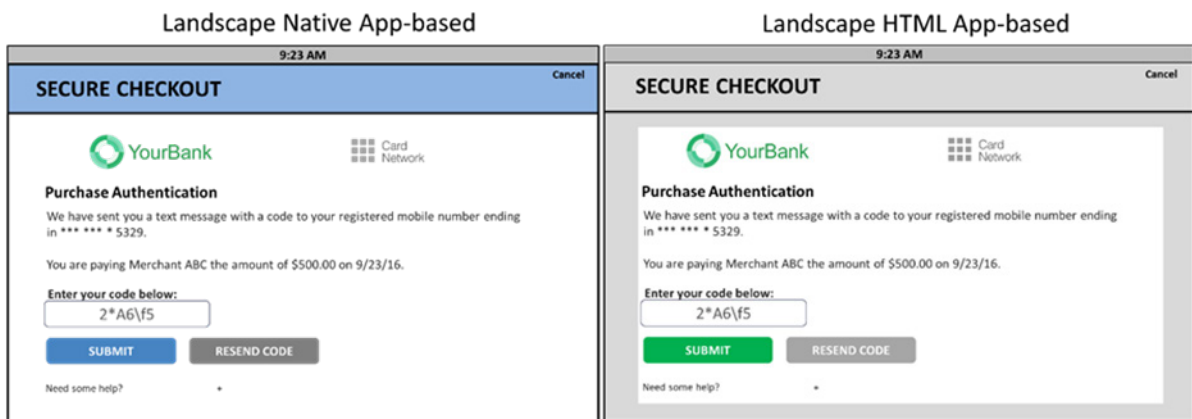 Landscape Native App-based
9:23 AM
SECURE CHECKOUT
Cancel
YourBank
Card
Network
Purchase Authentication
We have sent you a text message with a code to your registered mobile number ending
in *** *** * 5329.
You are paying Merchant ABC the amount of $500.00 on 9/23/16.
Enter your code below:
2*A6\f5
SUBMIT
RESEND CODE
Need some help?
+
Landscape HTML App-based
9:23 AM
SECURE CHECKOUT
Cancel
YourBank
Card
Network
Purchase Authentication
We have sent you a text message with a code to your registered mobile number ending
in *** *** * 5329.
You are paying Merchant ABC the amount of $500.00 on 9/23/16.
Enter your code below:
2*A6\f5
SUBMIT
RESEND CODE
Need some help?
+